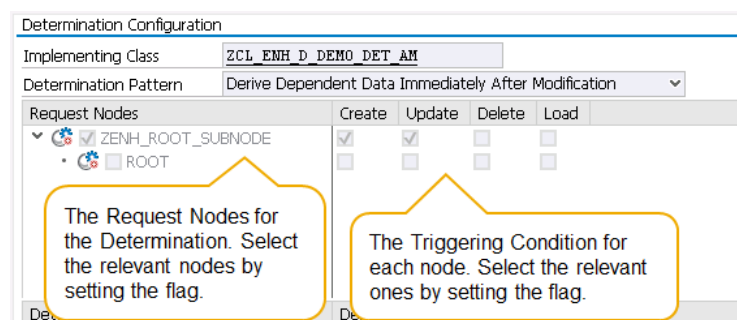 Determination Configuration
Implementing Class ZCL_ENH_D_DEMO_DET_AM
Determination Pattern Derive Dependent Data Immediately After Modification
Request Nodes Create Update Delete Load
ZENH_ROOT_SUBNODE
ROOT
The Request Nodes for
the Determination. Select
the relevant nodes by
setting the flag.
The Triggering Condition for
each node. Select the relevant
ones by setting the flag.